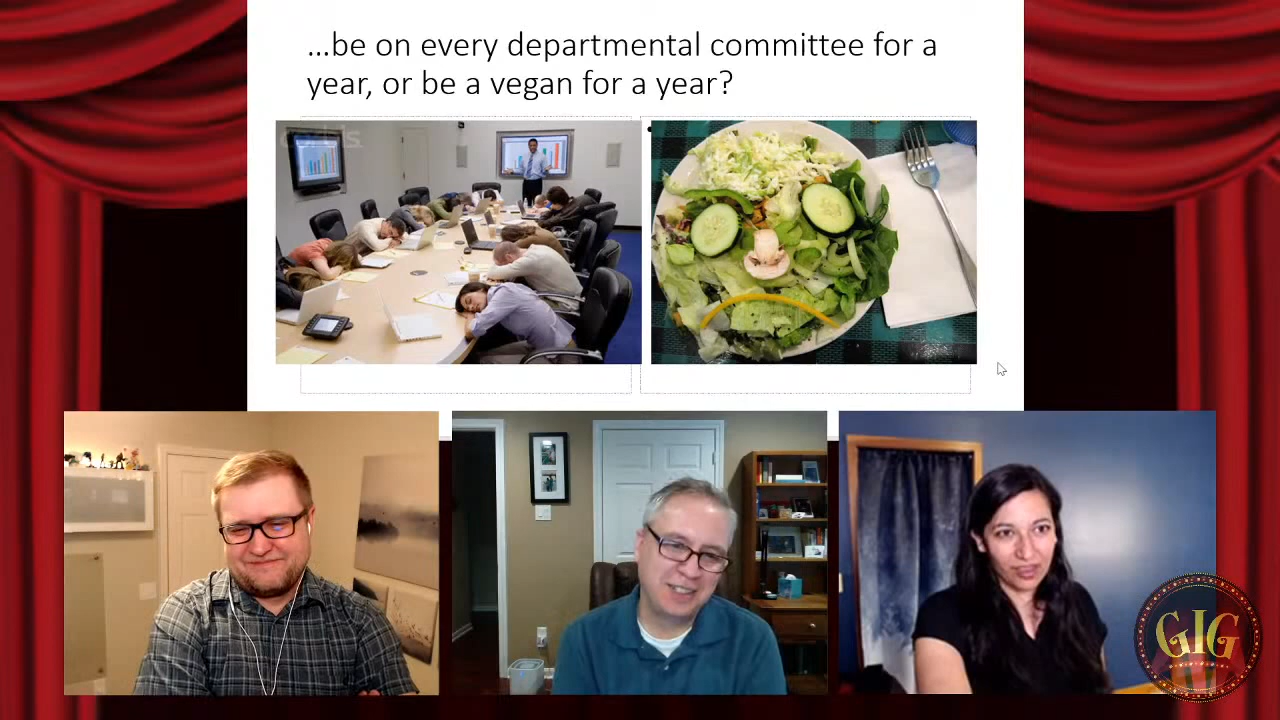 ...be on every departmental committee for a
year, or be a vegan for a year?
GIG